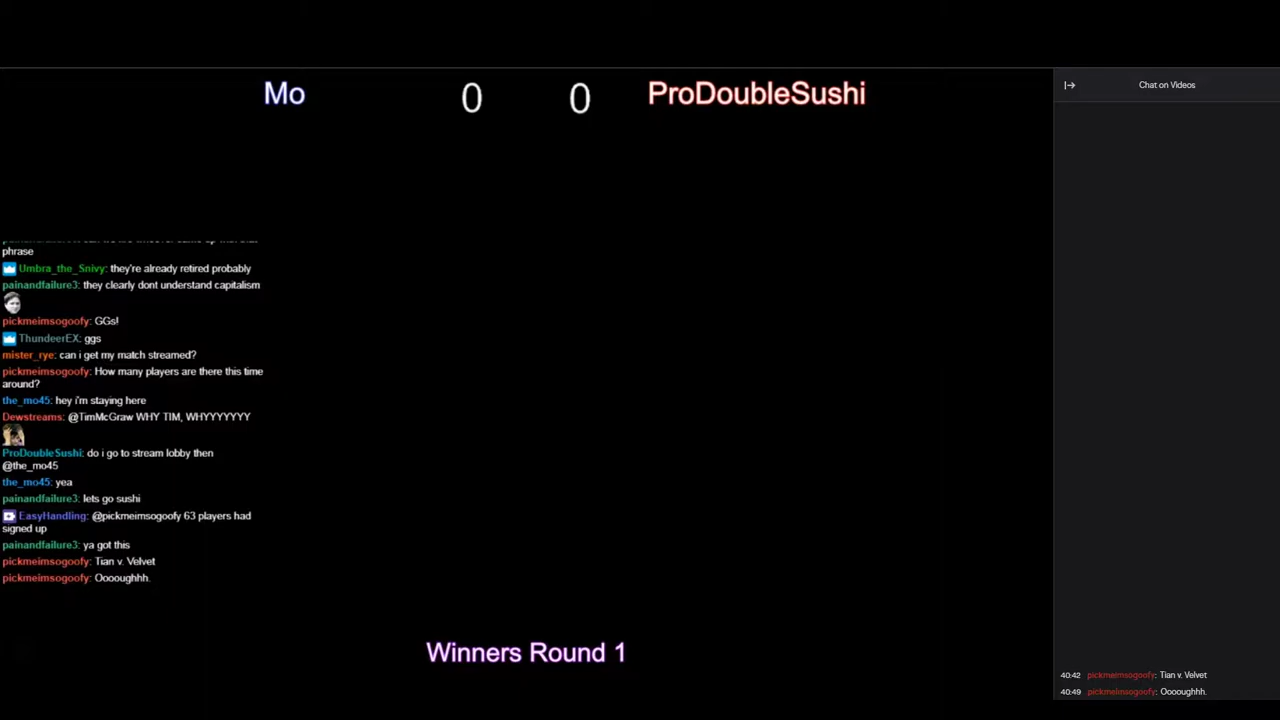 Mo 0 0 ProDoubleSushi
Chat on Videos
phrase
Umbra_the_Snivy: they're already retired probably
painandfailure3: they clearly dont understand capitalism
pickmeimsogoofy: GGs!
ThundeerEX: ggs
mister_rye: can i get my match streamed?
pickmeimsogoofy: How many players are there this time
around?
the_mo45: hey i'm staying here
Dewstreams: @TimMcGraw WHY TIM, WHYYYYYYY
ProDoubleSushi: do i go to stream lobby then
@the_mo45
the_mo45: yea
painandfailure3: lets go sushi
EasyHandling: @pickmeimsogoofy 63 players had
signed up
painandfailure3: ya got this
pickmeimsogoofy: Tian v. Velvet
pickmeimsogoofy: Ooooughhh.
Winners Round 1
40:42 pickmeimsogoofy: Tian v. Velvet
40:49 pickmeimsogoofy: Ooooughhh.